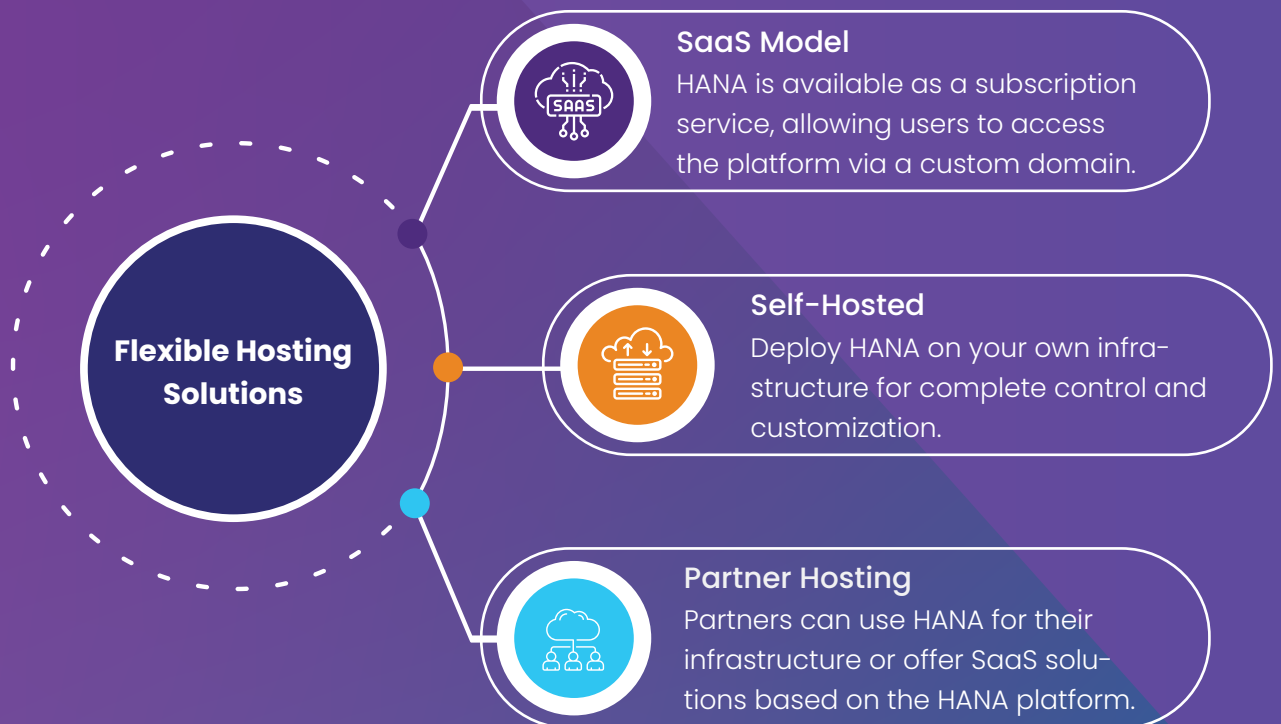 Flexible Hosting
Solutions
SaaS Model
HANA is available as a subscription
service, allowing users to access
the platform via a custom domain.
SAAS
Self-Hosted
Deploy HANA on your own infra-
structure for complete control and
customization.
Partner Hosting
Partners can use HANA for their
infrastructure or offer SaaS solu-
tions based on the HANA platform.